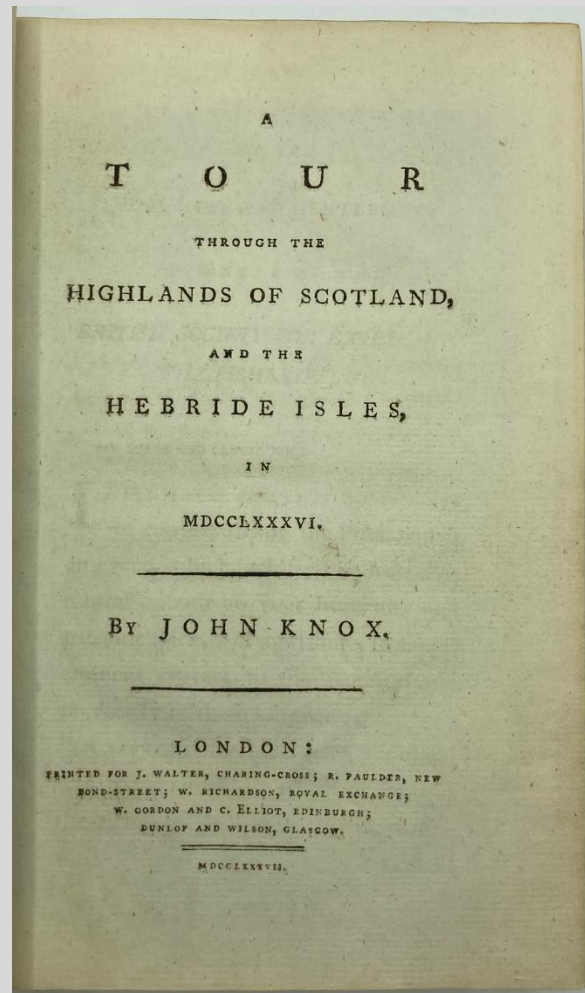 A
TOUR
THROUGH THE
HIGHLANDS OF SCOTLAND,
AND THE
HEBRIDE ISLES,
IN
MDCCLXXXVI.
By JOHN KNOX.
LONDON:
PRINTED FOR J. WALTER, CHARING-CROSS; R. FAULDER, NEW
BOND-STREET; W. RICHARDSON, ROYAL EXCHANGE;
W. GORDON AND C. ELLIOT, EDINBURGH;
DUNLOP AND WILSON, GLASGOW.
MDCCLXXXVII.